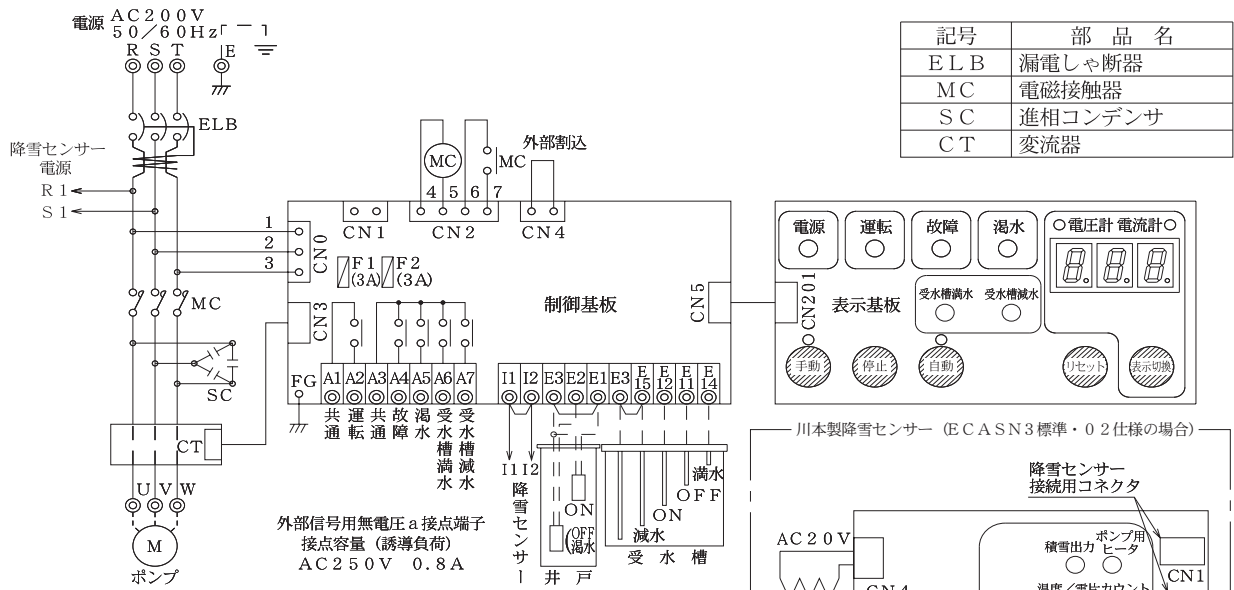 電源 AC200V
50/60Hz
R S T E
ELB
降雪センサー
電源
R1
S1
1
2
3
MC
SC
CT
U V W
M
ポンプ
MC
MC
4 5 6 7
外部割込
CN1 CN2 CN4
CN0
F1
(3A)
F2
(3A)
CN3
制御基板
CN5
FG
A1 A2 A3 A4 A5 A6 A7
共通
運転
共通
故障
渇水
受水槽満水
受水槽減水
I1 I2 E3 E2 E1 E3 E15 E12 E11 E14
I1 I2
降雪センサー
ON
OFF
渇水
井戸
満水
OFF
ON
減水
受水槽
外部信号用無電圧a接点端子
接点容量(誘導負荷)
AC250V 0.8A
記号 部品名
ELB 漏電しゃ断器
MC 電磁接触器
SC 進相コンデンサ
CT 変流器
電源 運転 故障 渇水
電圧計 電流計
8.8.8.
CN201
表示基板
受水槽満水 受水槽減水
手動 停止 自動 リセット 表示切換
川本製降雪センサー(ECASN3標準・02仕様の場合)
降雪センサー
接続用コネクタ
AC20V
積雪出力
ポンプ用
ヒータ
CN1